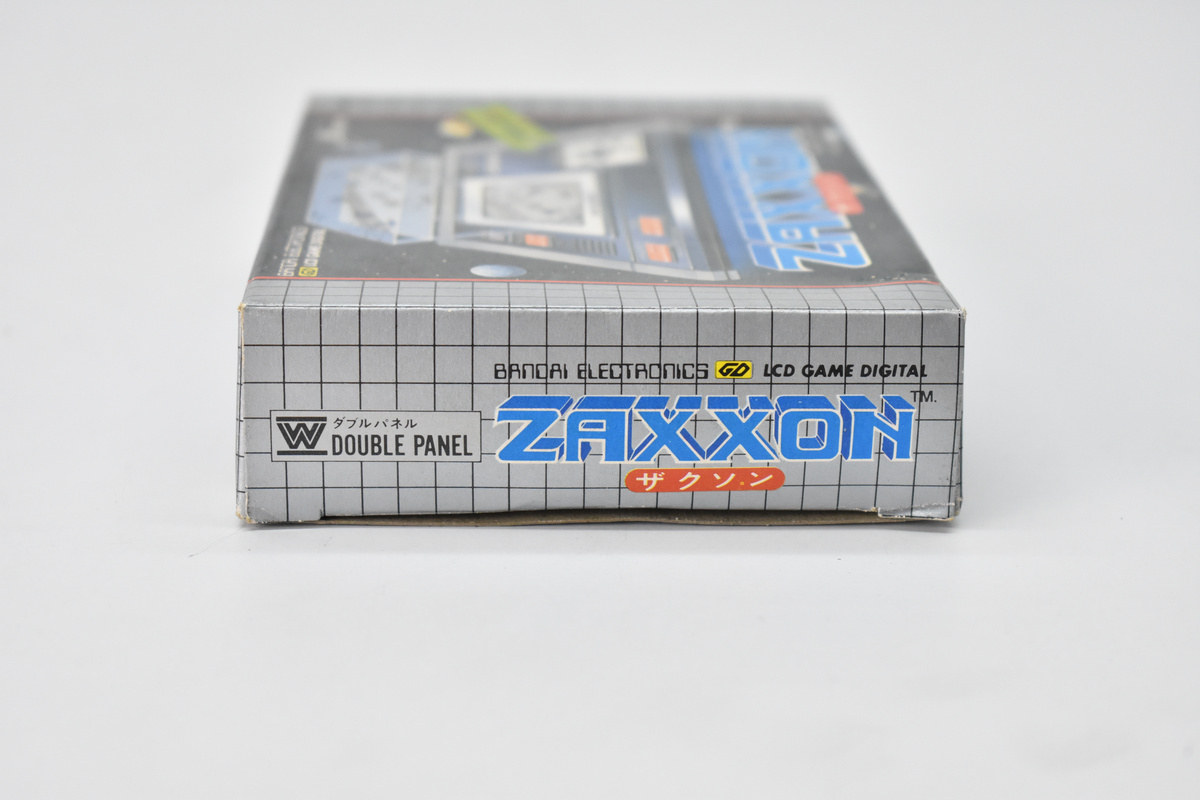 ZAXXON
BANDAI ELECTRONICS GD LCD GAME DIGITAL
ZAXXON TM.
ザクソン
W ダブルパネル
DOUBLE PANEL